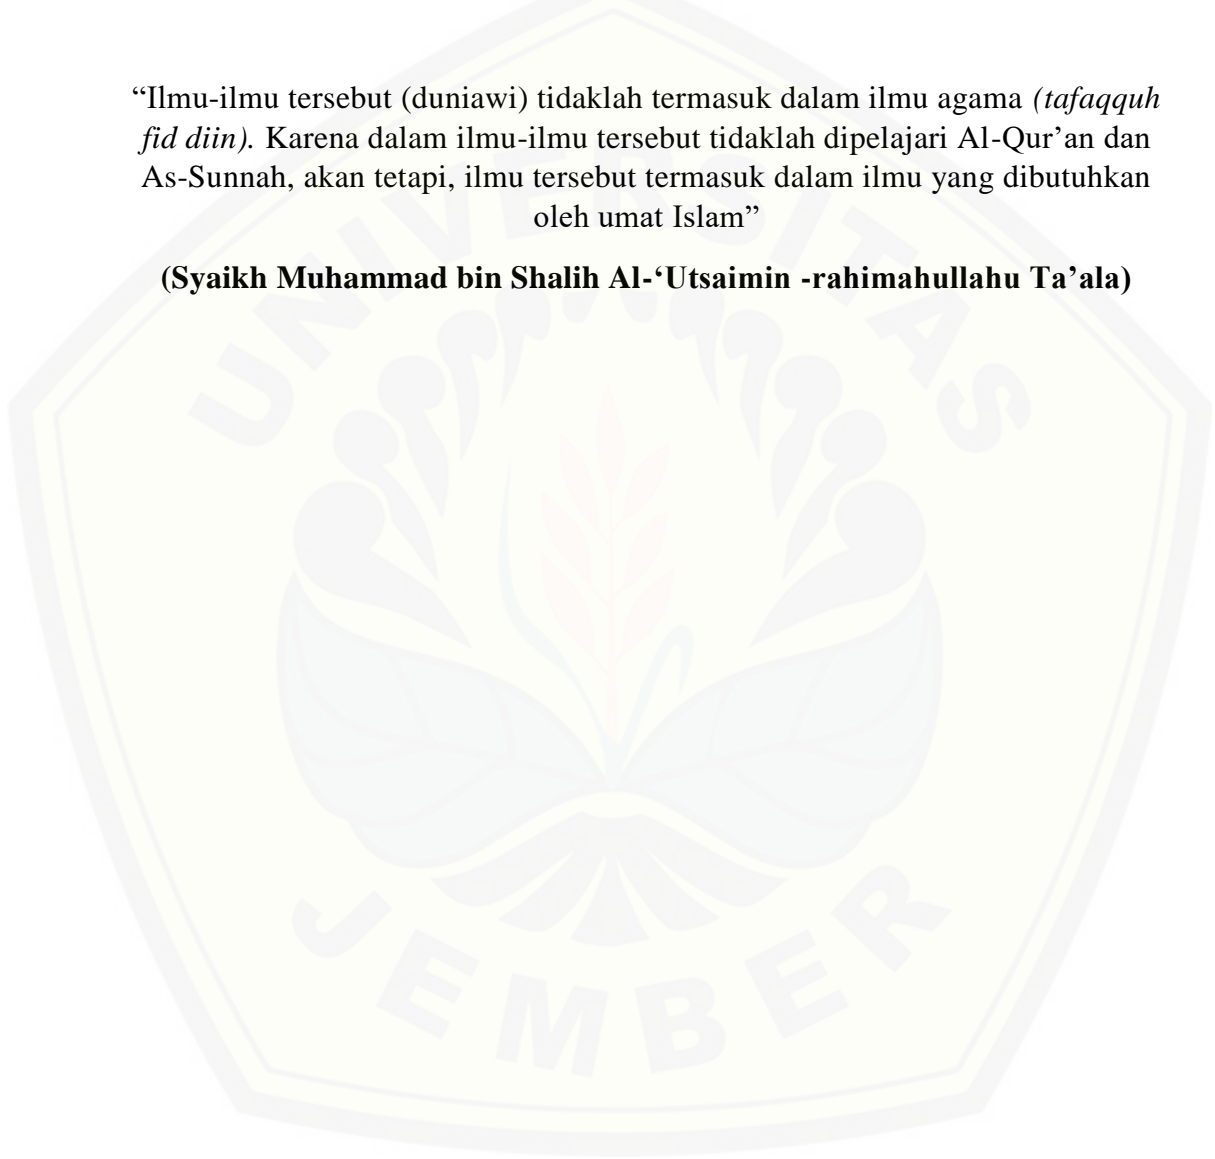 “Ilmu-ilmu tersebut (duniawi) tidaklah termasuk dalam ilmu agama (tafaqquh
fid diin). Karena dalam ilmu-ilmu tersebut tidaklah dipelajari Al-Qur’an dan
As-Sunnah, akan tetapi, ilmu tersebut termasuk dalam ilmu yang dibutuhkan
oleh umat Islam”
(Syaikh Muhammad bin Shalih Al-‘Utsaimin -rahimahullahu Ta’ala)
UNIVERSITAS
JEMBER